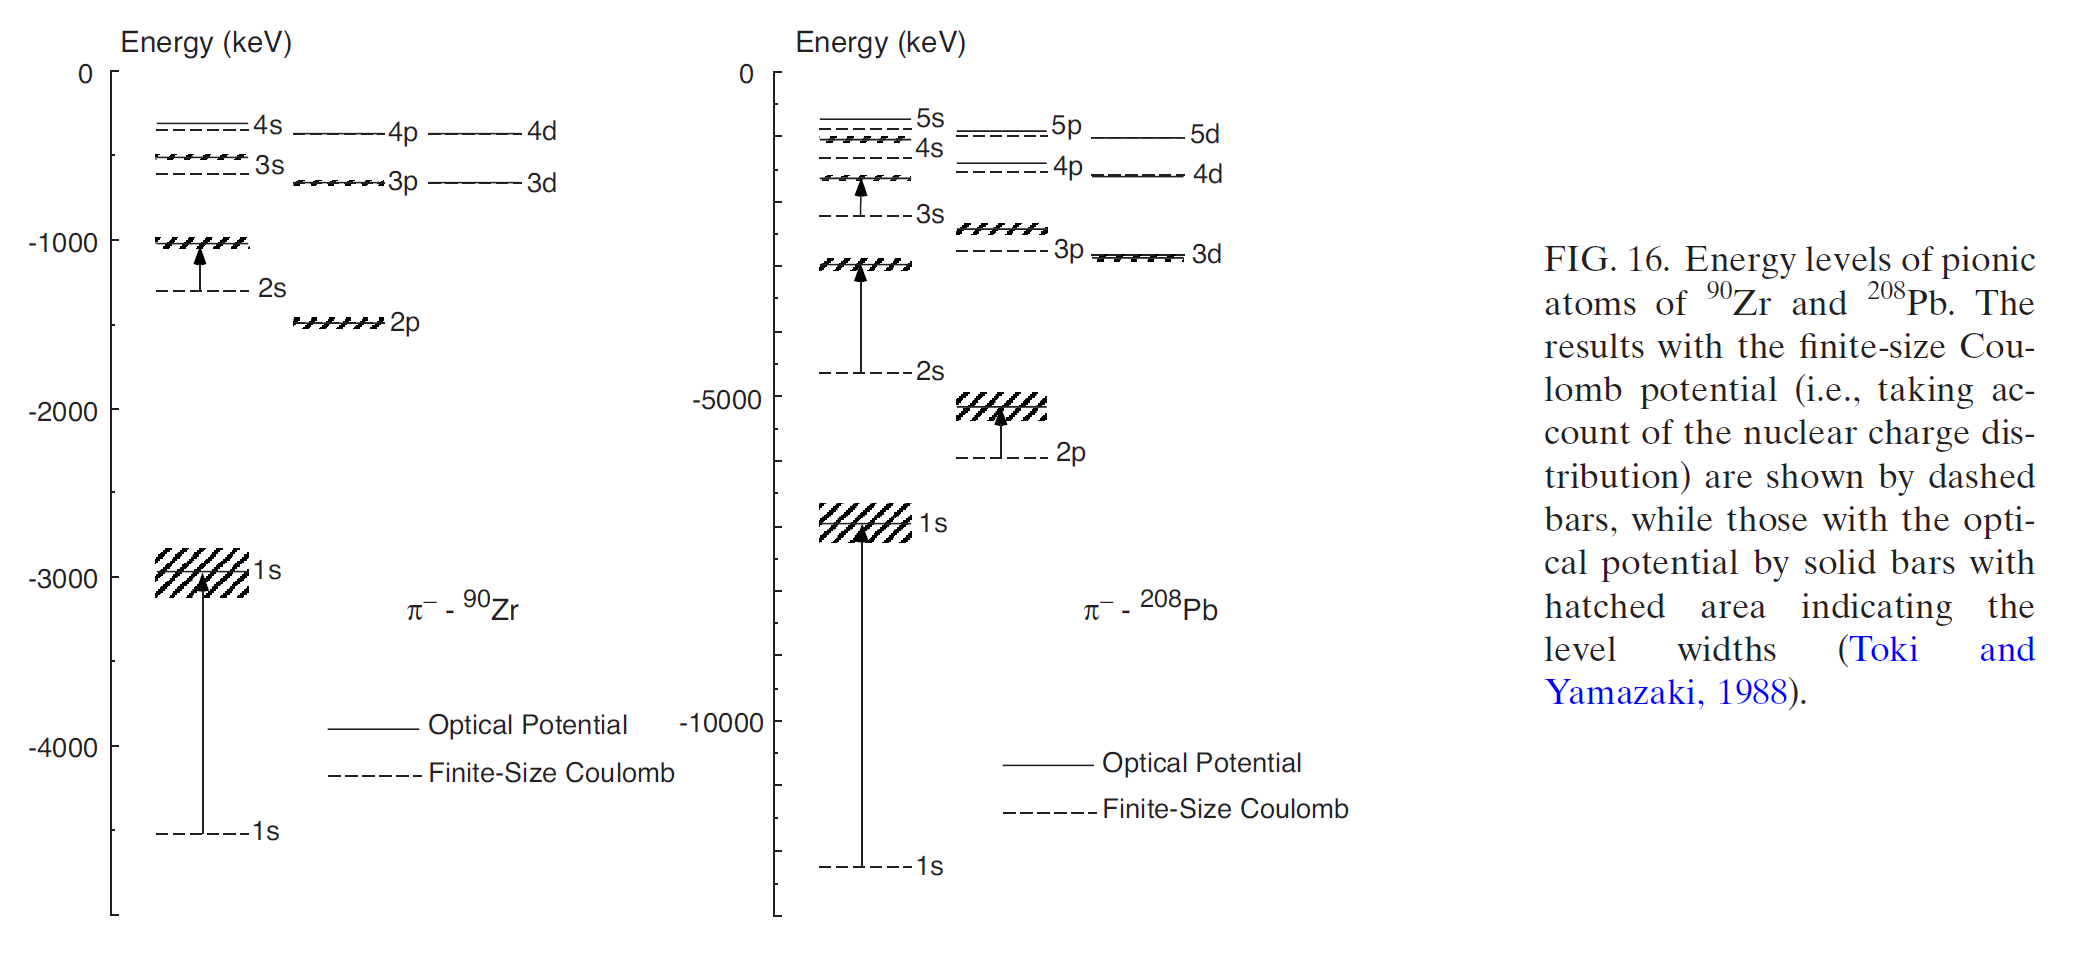 Energy (keV)
0
-1000
-2000
-3000
-4000
4s
4p
4d
3s
3p
3d
2s
2p
1s
π⁻ - ⁹⁰Zr
Optical Potential
Finite-Size Coulomb
1s
Energy (keV)
0
-5000
-10000
5s
5p
5d
4s
4p
4d
3s
3p
3d
2s
2p
1s
π⁻ - ²⁰⁸Pb
Optical Potential
Finite-Size Coulomb
1s
FIG. 16. Energy levels of pionic
atoms of ⁹⁰Zr and ²⁰⁸Pb. The
results with the finite-size Cou-
lomb potential (i.e., taking ac-
count of the nuclear charge dis-
tribution) are shown by dashed
bars, while those with the opti-
cal potential by solid bars with
hatched area indicating the
level widths (Toki and
Yamazaki, 1988).